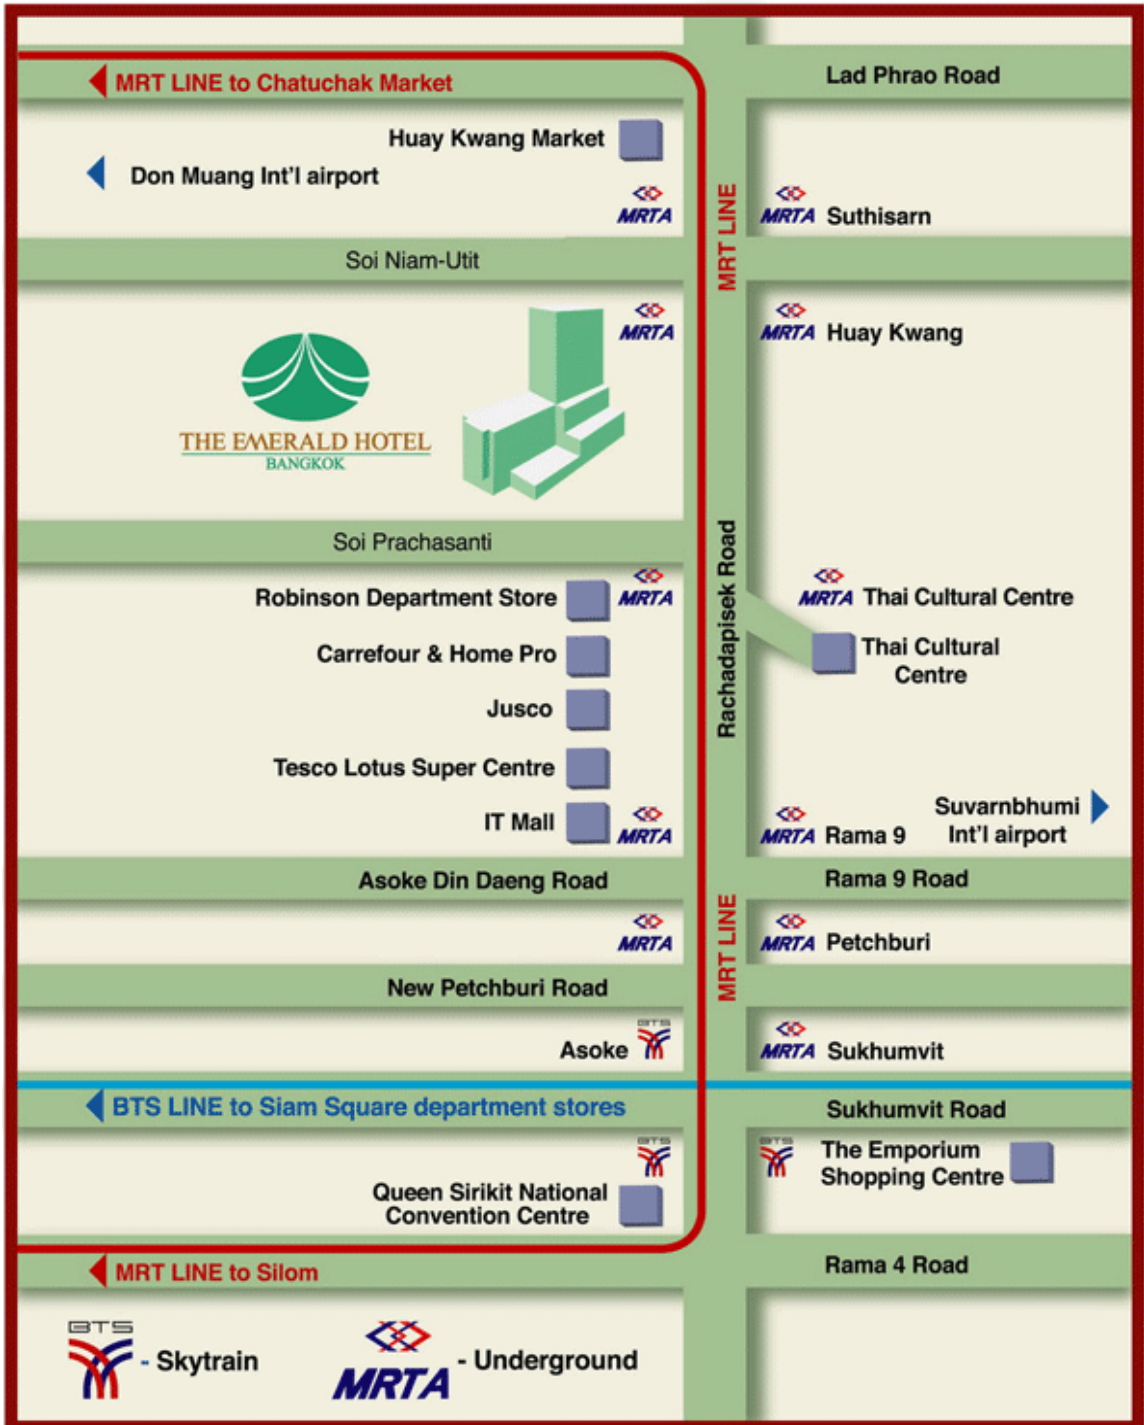 MRT LINE to Chatuchak Market
Lad Phrao Road
Huay Kwang Market
Don Muang Int'l airport
MRTA
MRT LINE
MRTA Suthisarn
Soi Niam-Utit
MRTA
MRTA Huay Kwang
THE EMERALD HOTEL
BANGKOK
Soi Prachasanti
Rachadapisek Road
Robinson Department Store
MRTA
MRTA Thai Cultural Centre
Carrefour & Home Pro
Thai Cultural
Centre
Jusco
Tesco Lotus Super Centre
Suvarnbhumi
Int'l airport
IT Mall
MRTA
MRTA Rama 9
Asoke Din Daeng Road
Rama 9 Road
MRTA
MRT LINE
MRTA Petchburi
New Petchburi Road
Asoke
BTS
MRTA Sukhumvit
BTS LINE to Siam Square department stores
Sukhumvit Road
BTS
BTS
The Emporium
Shopping Centre
Queen Sirikit National
Convention Centre
MRT LINE to Silom
Rama 4 Road
BTS
- Skytrain
MRTA
- Underground